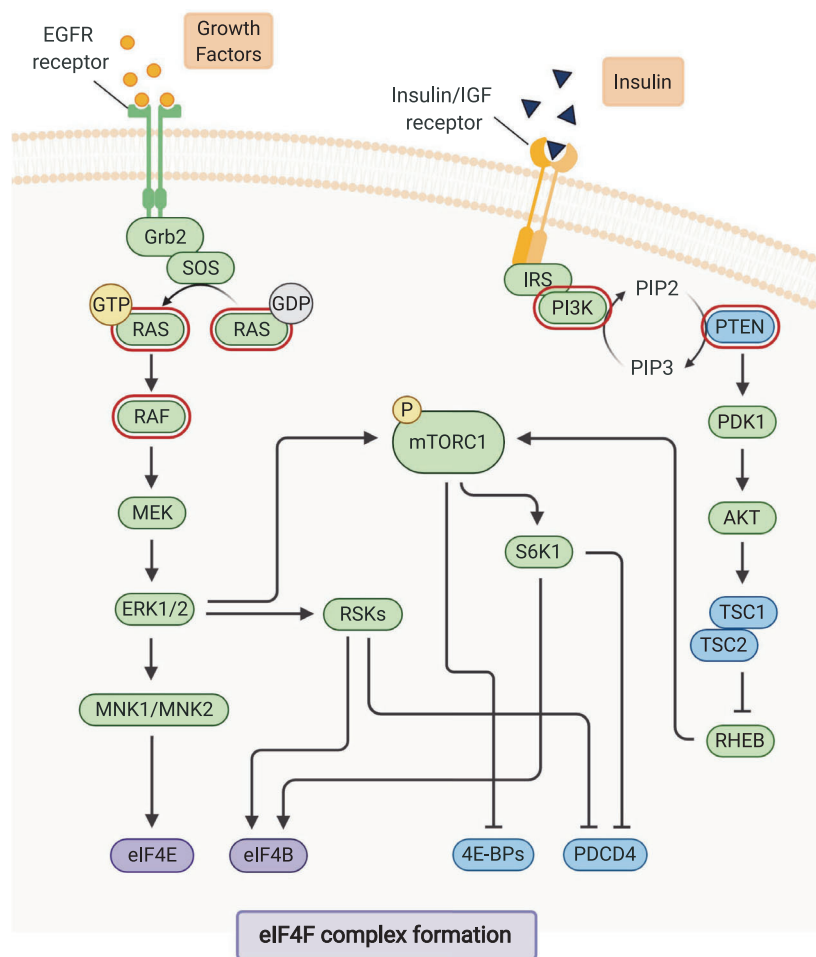 EGFR
receptor
Growth
Factors
Insulin/IGF
receptor
Insulin
Grb2
SOS
GTP
RAS
RAS
GDP
IRS
PI3K
PIP2
PIP3
PTEN
RAF
P
mTORC1
PDK1
MEK
AKT
S6K1
ERK1/2
RSKs
TSC1
TSC2
MNK1/MNK2
RHEB
eIF4E
eIF4B
4E-BPs
PDCD4
eIF4F complex formation